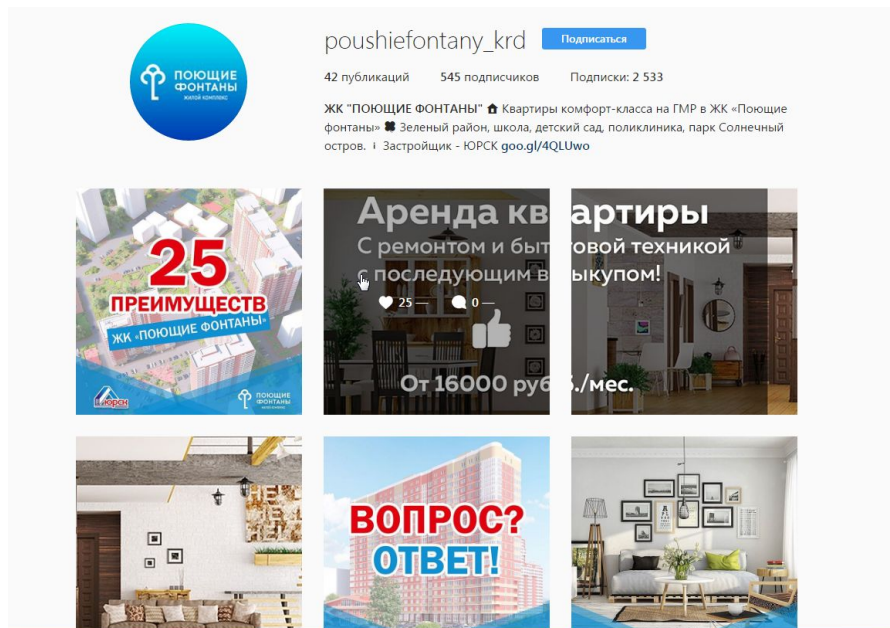 poushiefontany_krd
Подписаться
ПОЮЩИЕ
ФОНТАНЫ
жилой комплекс
42 публикаций 545 подписчиков Подписки: 2 533
ЖК "ПОЮЩИЕ ФОНТАНЫ" Квартиры комфорт-класса на ГМР в ЖК «Поющие
фонтаны» Зеленый район, школа, детский сад, поликлиника, парк Солнечный
остров. Застройщик - ЮРСК goo.gl/4QLUwo
25
ПРЕИМУЩЕСТВ
ЖК «ПОЮЩИЕ ФОНТАНЫ»
ЮРСК
ПОЮЩИЕ
ФОНТАНЫ
Аренда квартиры
С ремонтом и бытовой техникой
с последующим выкупом!
25 — 0 —
От 16000 руб./мес.
ВОПРОС?
ОТВЕТ!